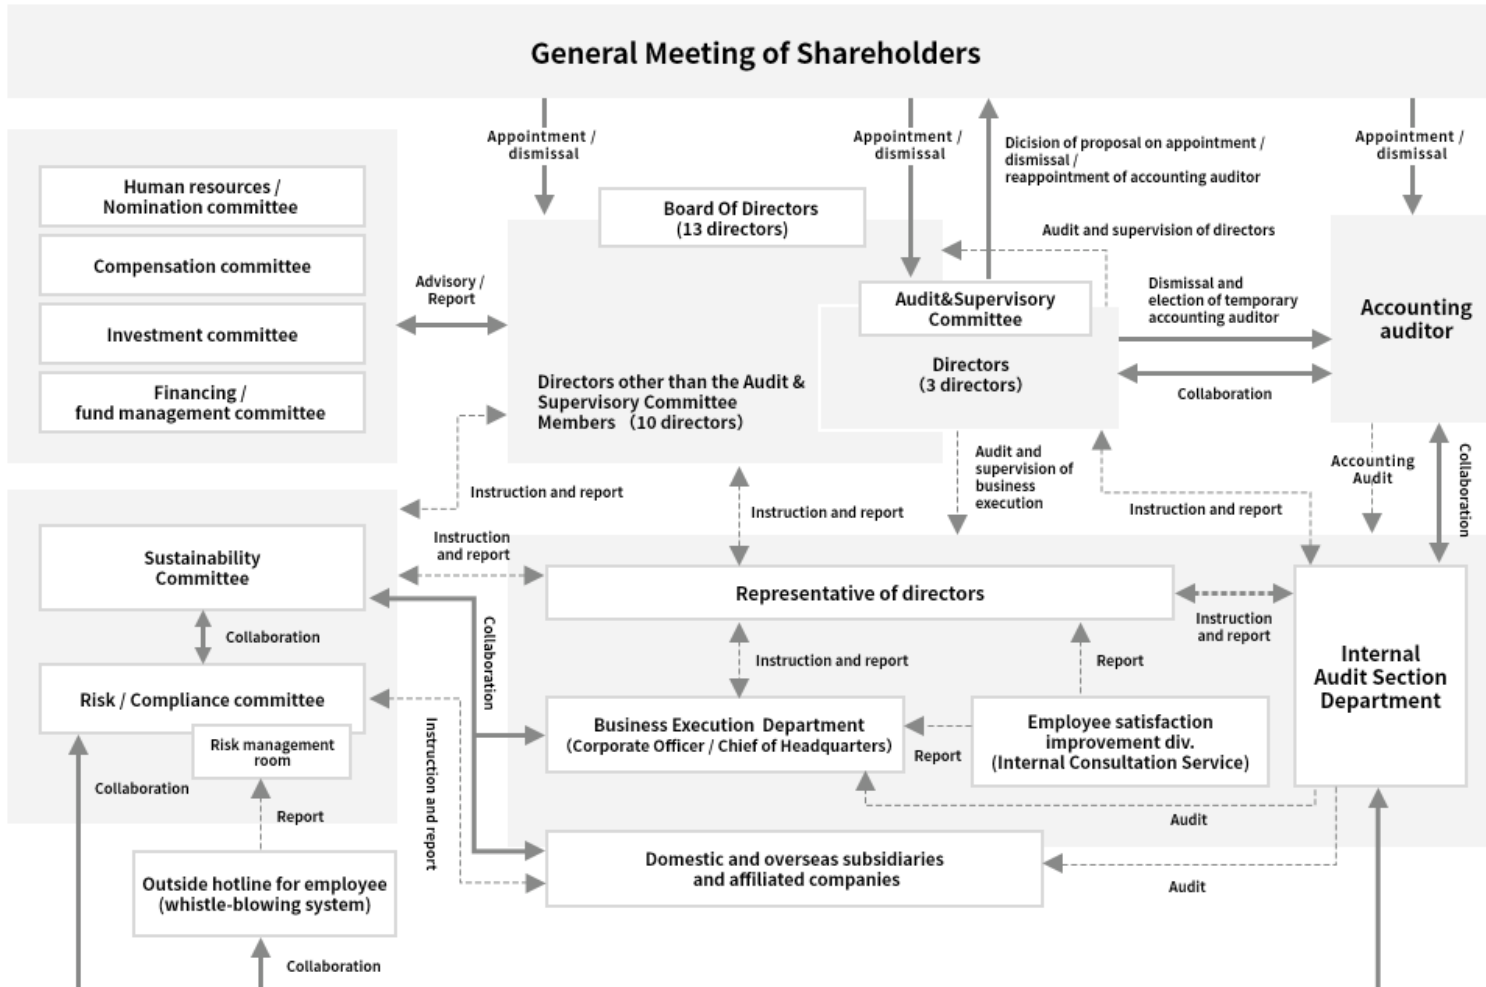 General Meeting of Shareholders
Appointment /
dismissal
Appointment /
dismissal
Dicision of proposal on appointment /
dismissal /
reappointment of accounting auditor
Appointment /
dismissal
Human resources /
Nomination committee
Compensation committee
Investment committee
Financing /
fund management committee
Advisory /
Report
Board Of Directors
(13 directors)
Audit and supervision of directors
Audit&Supervisory
Committee
Directors
(3 directors)
Directors other than the Audit &
Supervisory Committee
Members (10 directors)
Dismissal and
election of temporary
accounting auditor
Collaboration
Accounting
auditor
Instruction and report
Instruction and report
Audit and
supervision of
business
execution
Instruction and report
Accounting
Audit
Collaboration
Sustainability
Committee
Instruction
and report
Collaboration
Risk / Compliance committee
Risk management
room
Collaboration
Report
Outside hotline for employee
(whistle-blowing system)
Collaboration
Collaboration
Instruction and report
Representative of directors
Instruction
and report
Internal
Audit Section
Department
Instruction and report
Report
Business Execution Department
(Corporate Officer / Chief of Headquarters)
Report
Employee satisfaction
improvement div.
(Internal Consultation Service)
Audit
Domestic and overseas subsidiaries
and affiliated companies
Audit